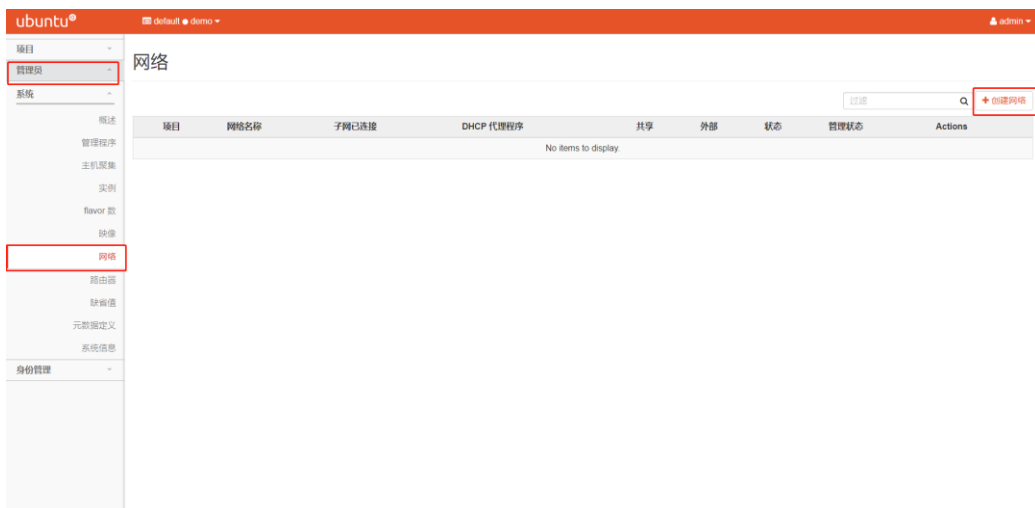 ubuntu®
default ● demo
admin
项目
管理员
系统
概述
管理程序
主机聚集
实例
flavor 数
映像
网络
路由器
缺省值
元数据定义
系统信息
身份管理
网络
过滤
+ 创建网络
项目 网络名称 子网已连接 DHCP 代理程序 共享 外部 状态 管理状态 Actions
No items to display.